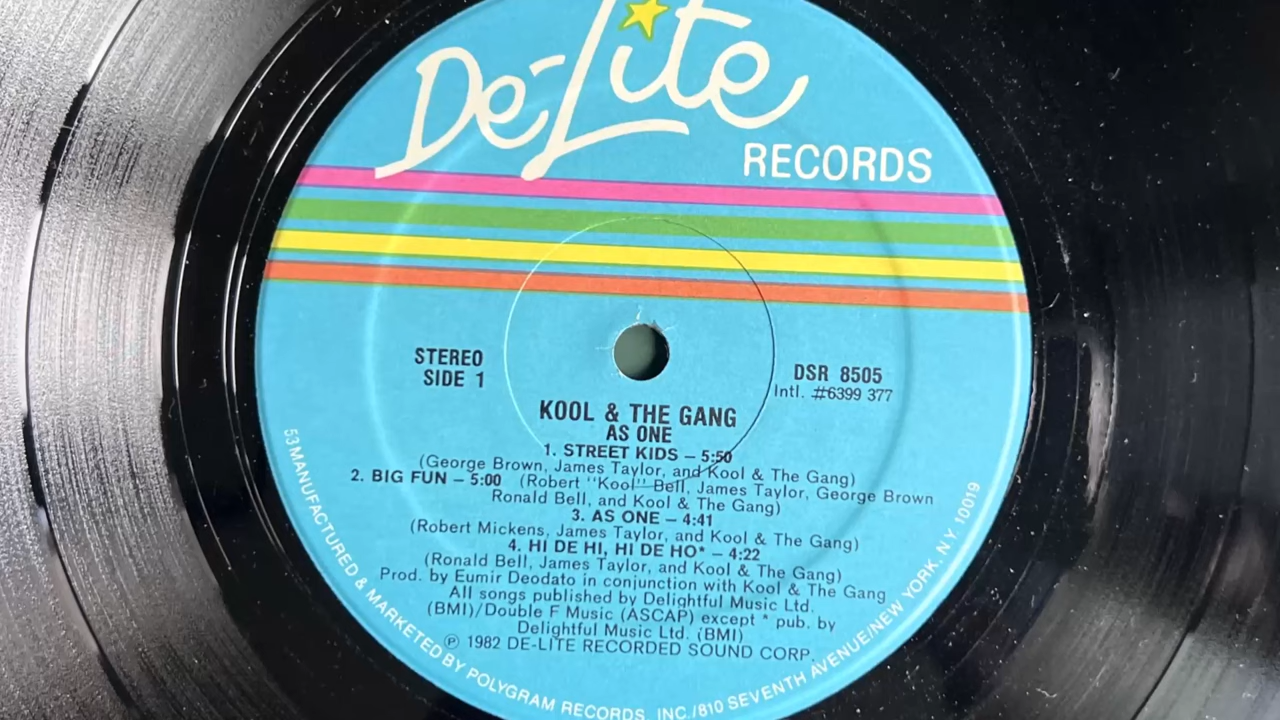 De-Lite
RECORDS
STEREO
SIDE 1
DSR 8505
Intl. #6399 377
KOOL & THE GANG
AS ONE
1. STREET KIDS – 5:50
(George Brown, James Taylor, and Kool & The Gang)
2. BIG FUN – 5:00 (Robert "Kool" Bell, James Taylor, George Brown
Ronald Bell, and Kool & The Gang)
3. AS ONE – 4:41
(Robert Mickens, James Taylor, and Kool & The Gang)
4. HI DE HI, HI DE HO* – 4:22
(Ronald Bell, James Taylor, and Kool & The Gang)
Prod. by Eumir Deodato in conjunction with Kool & The Gang
All songs published by Delightful Music Ltd.
(BMI)/Double F Music (ASCAP) except * pub. by
Delightful Music Ltd. (BMI)
Ⓟ 1982 DE-LITE RECORDED SOUND CORP.
53 MANUFACTURED & MARKETED BY POLYGRAM RECORDS, INC./810 SEVENTH AVENUE/NEW YORK. N.Y. 10019